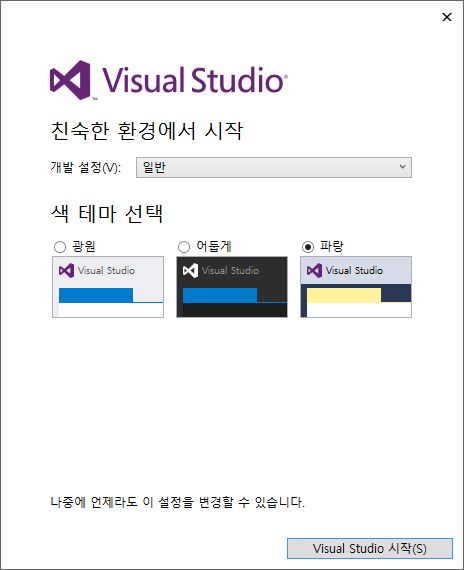 Visual Studio
친숙한 환경에서 시작
개발 설정(V): 일반
색 테마 선택
광원 어둡게 파랑
Visual Studio Visual Studio Visual Studio
나중에 언제라도 이 설정을 변경할 수 있습니다.
Visual Studio 시작(S)